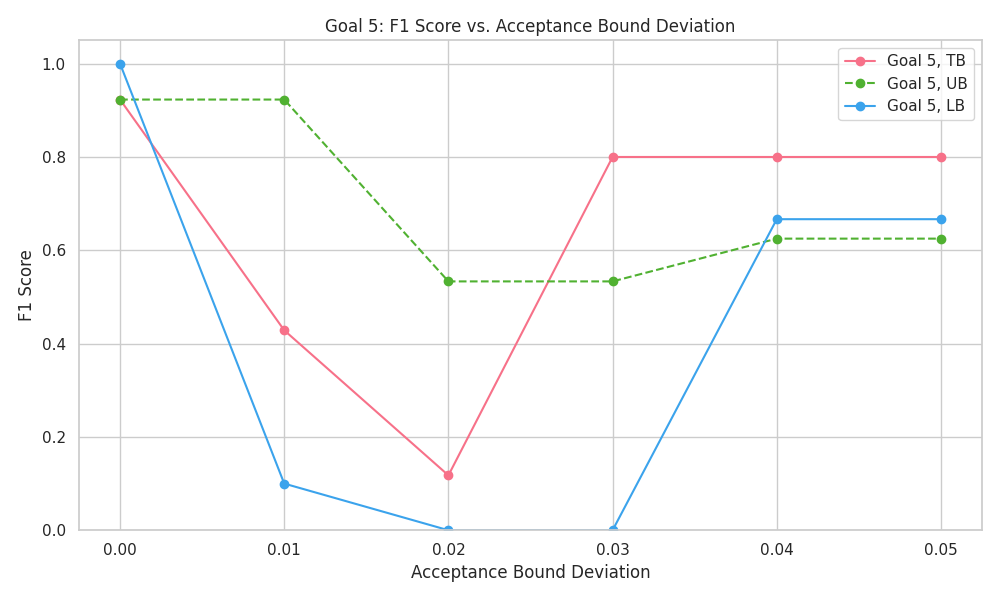 Goal 5: F1 Score vs. Acceptance Bound Deviation
Goal 5, TB
Goal 5, UB
Goal 5, LB
F1 Score
1.0
0.8
0.6
0.4
0.2
0.0
0.00 0.01 0.02 0.03 0.04 0.05
Acceptance Bound Deviation